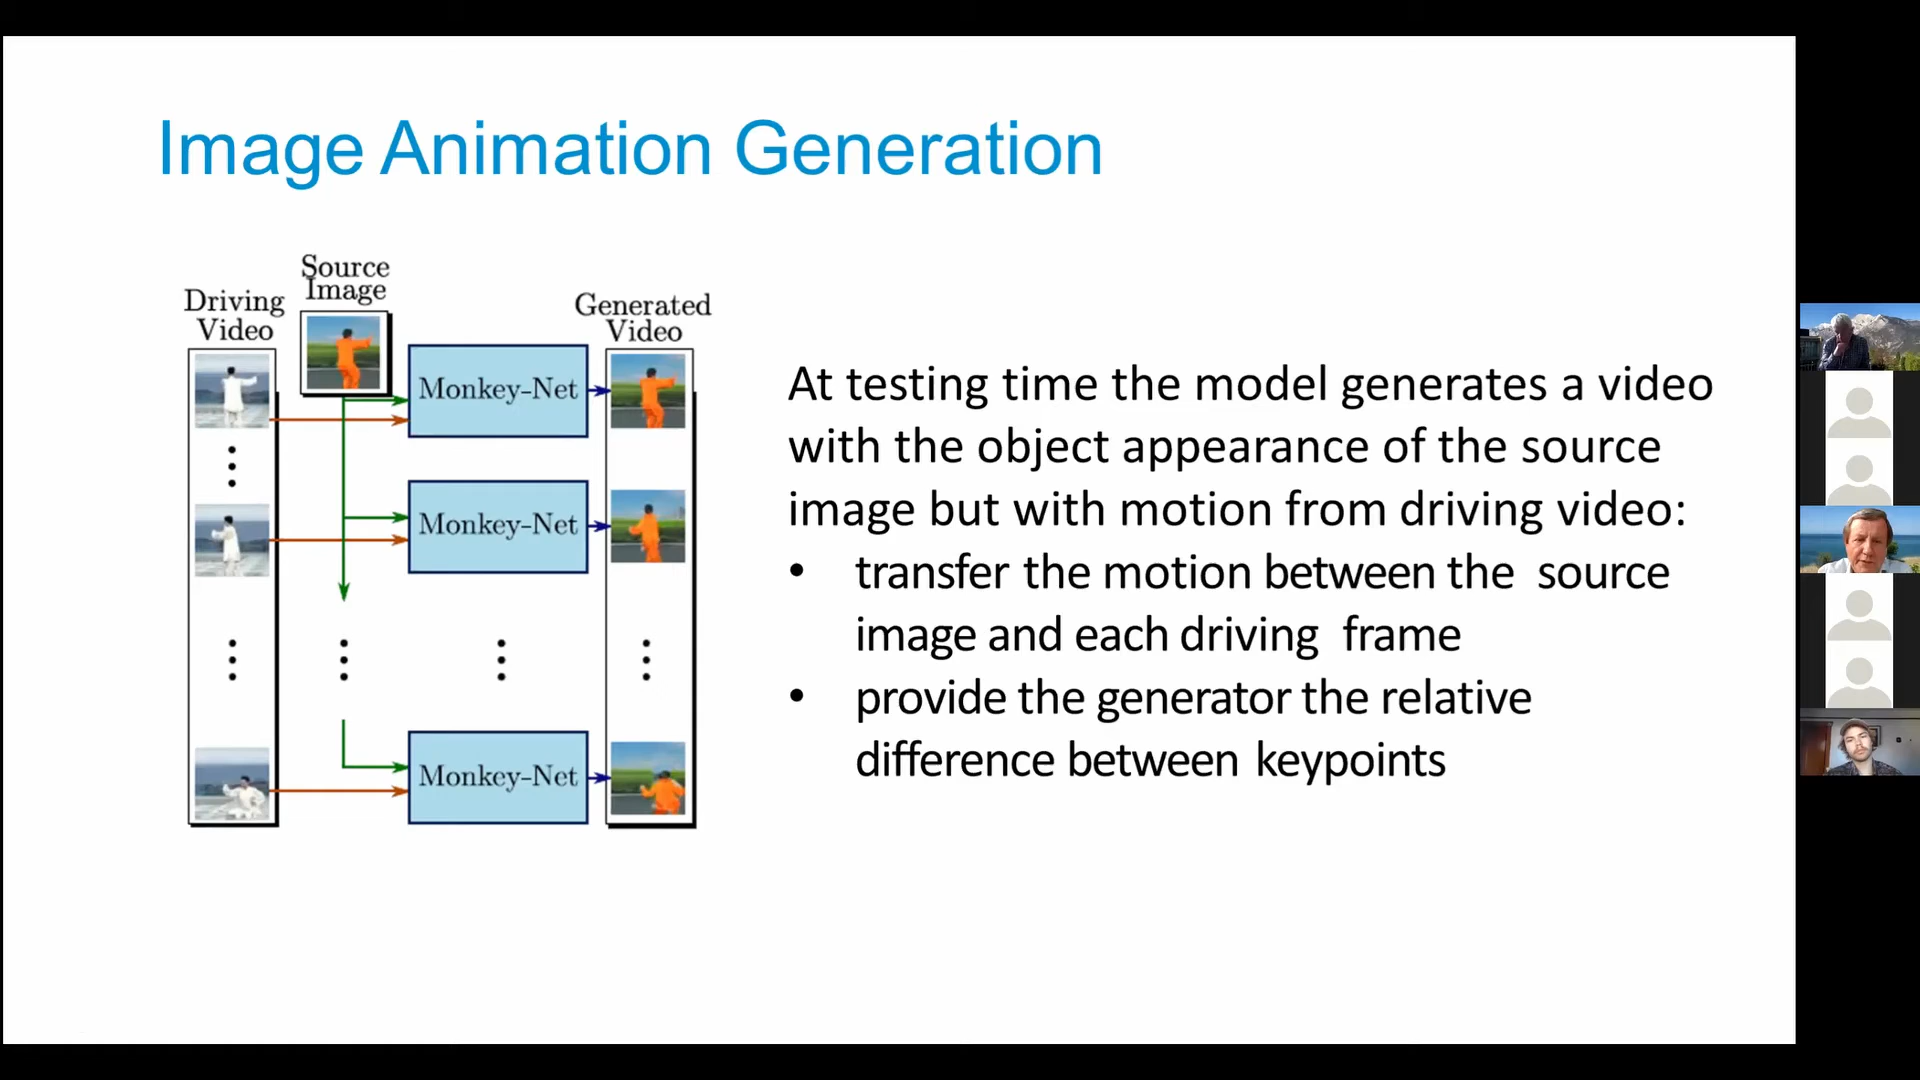 Image Animation Generation
Source
Image
Driving
Video
Generated
Video
Monkey-Net
Monkey-Net
Monkey-Net
At testing time the model generates a video
with the object appearance of the source
image but with motion from driving video:
• transfer the motion between the source
image and each driving frame
• provide the generator the relative
difference between keypoints